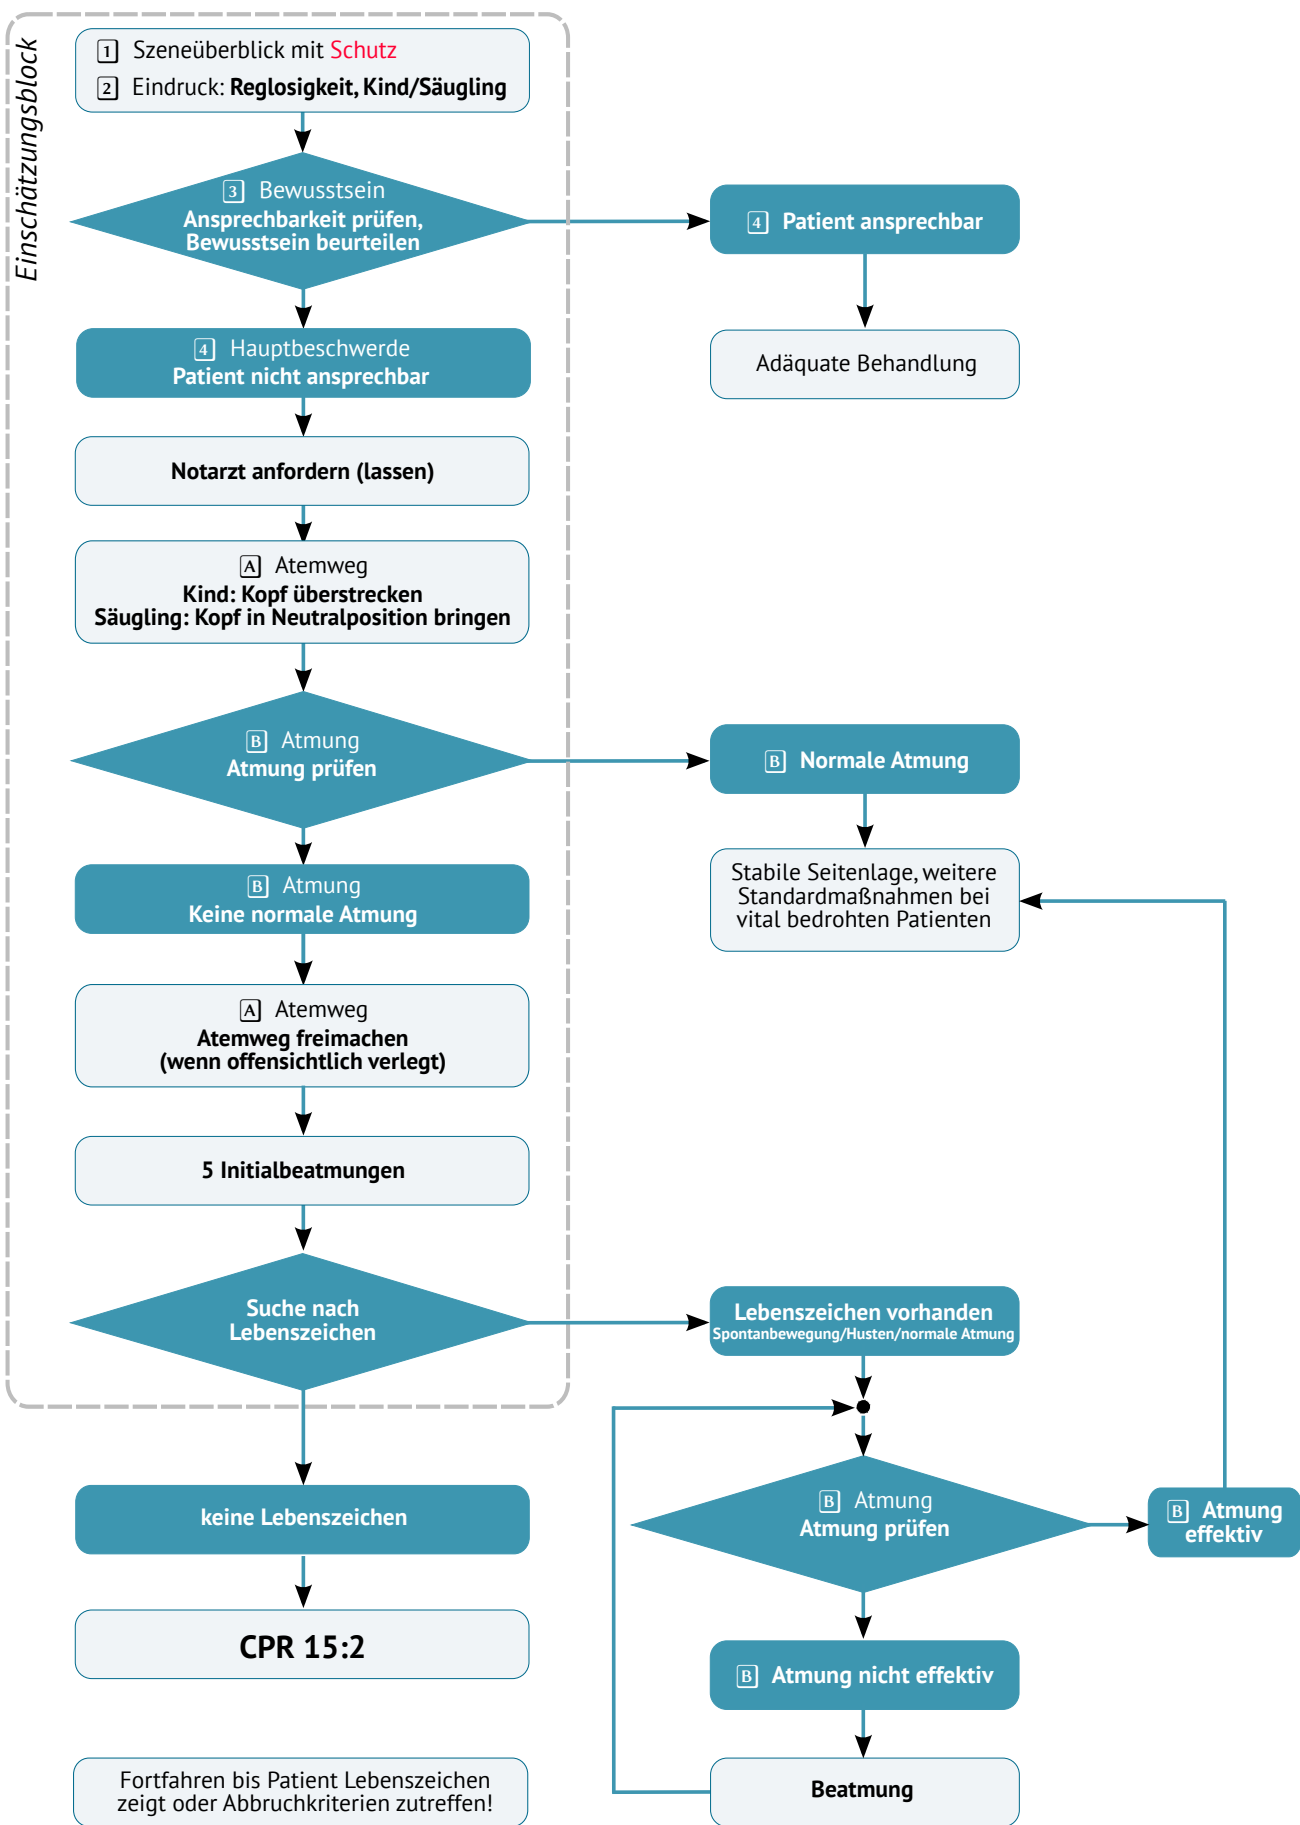 Einschätzungsblock
1 Szeneüberblick mit Schutz
2 Eindruck: Reglosigkeit, Kind/Säugling
3 Bewusstsein
Ansprechbarkeit prüfen,
Bewusstsein beurteilen
4 Patient ansprechbar
Adäquate Behandlung
4 Hauptbeschwerde
Patient nicht ansprechbar
Notarzt anfordern (lassen)
A Atemweg
Kind: Kopf überstrecken
Säugling: Kopf in Neutralposition bringen
B Atmung
Atmung prüfen
B Normale Atmung
Stabile Seitenlage, weitere
Standardmaßnahmen bei
vital bedrohten Patienten
B Atmung
Keine normale Atmung
A Atemweg
Atemweg freimachen
(wenn offensichtlich verlegt)
5 Initialbeatmungen
Suche nach
Lebenszeichen
Lebenszeichen vorhanden
Spontanbewegung/Husten/normale Atmung
B Atmung
Atmung prüfen
B Atmung
effektiv
keine Lebenszeichen
CPR 15:2
B Atmung nicht effektiv
Beatmung
Fortfahren bis Patient Lebenszeichen
zeigt oder Abbruchkriterien zutreffen!